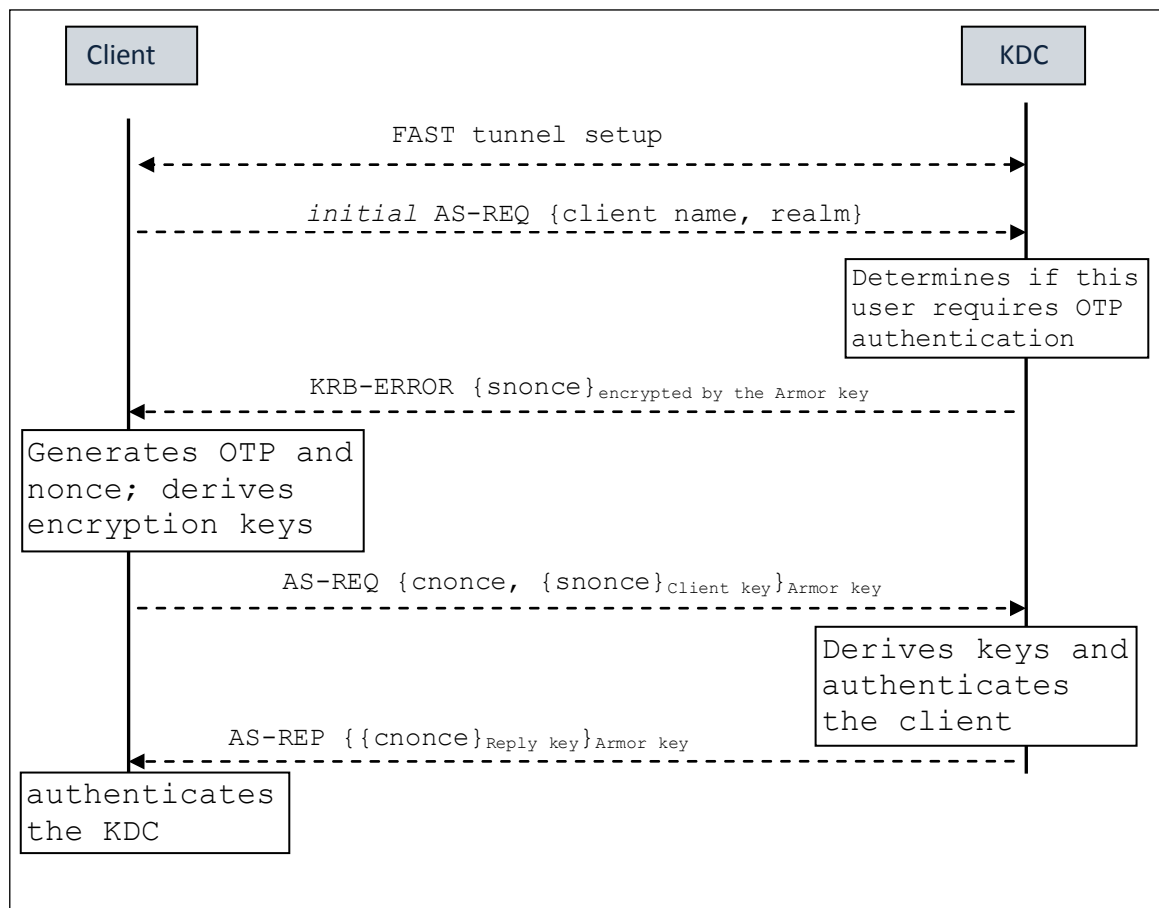 Client
KDC
FAST tunnel setup
initial AS-REQ {client name, realm}
Determines if this
user requires OTP
authentication
KRB-ERROR {snonce}encrypted by the Armor key
Generates OTP and
nonce; derives
encryption keys
AS-REQ {cnonce, {snonce}Client key}Armor key
Derives keys and
authenticates
the client
AS-REP {{cnonce}Reply key}Armor key
authenticates
the KDC